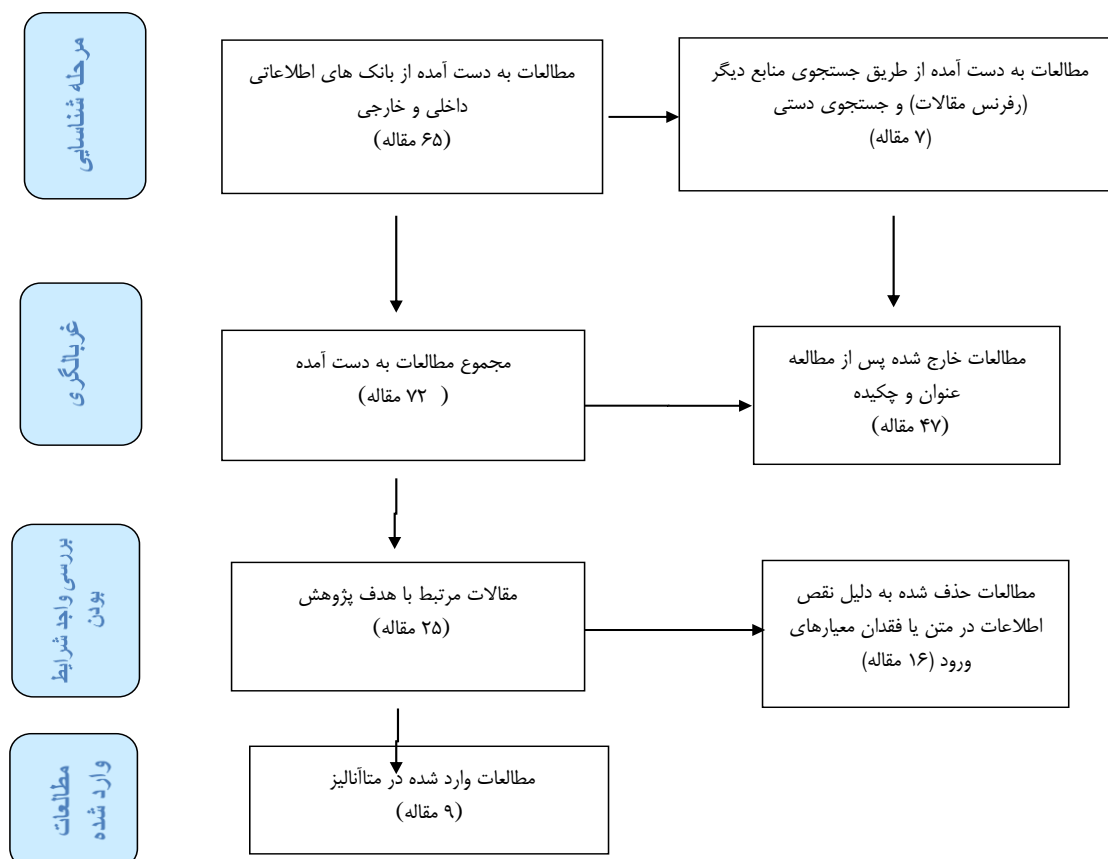 مرحله شناسایی
مطالعات به دست آمده از بانک های اطلاعاتی
داخلی و خارجی
(۶۵ مقاله)
مطالعات به دست آمده از طریق جستجوی منابع دیگر
(رفرنس مقالات) و جستجوی دستی
(۷ مقاله)
غربالگری
مجموع مطالعات به دست آمده
(۷۲ مقاله)
مطالعات خارج شده پس از مطالعه
عنوان و چکیده
(۴۷ مقاله)
بررسی واجد شرایط
بودن
مقالات مرتبط با هدف پژوهش
(۲۵ مقاله)
مطالعات حذف شده به دلیل نقص
اطلاعات در متن یا فقدان معیارهای
ورود (۱۶ مقاله)
مطالعات
وارد شده
مطالعات وارد شده در متاآنالیز
(۹ مقاله)